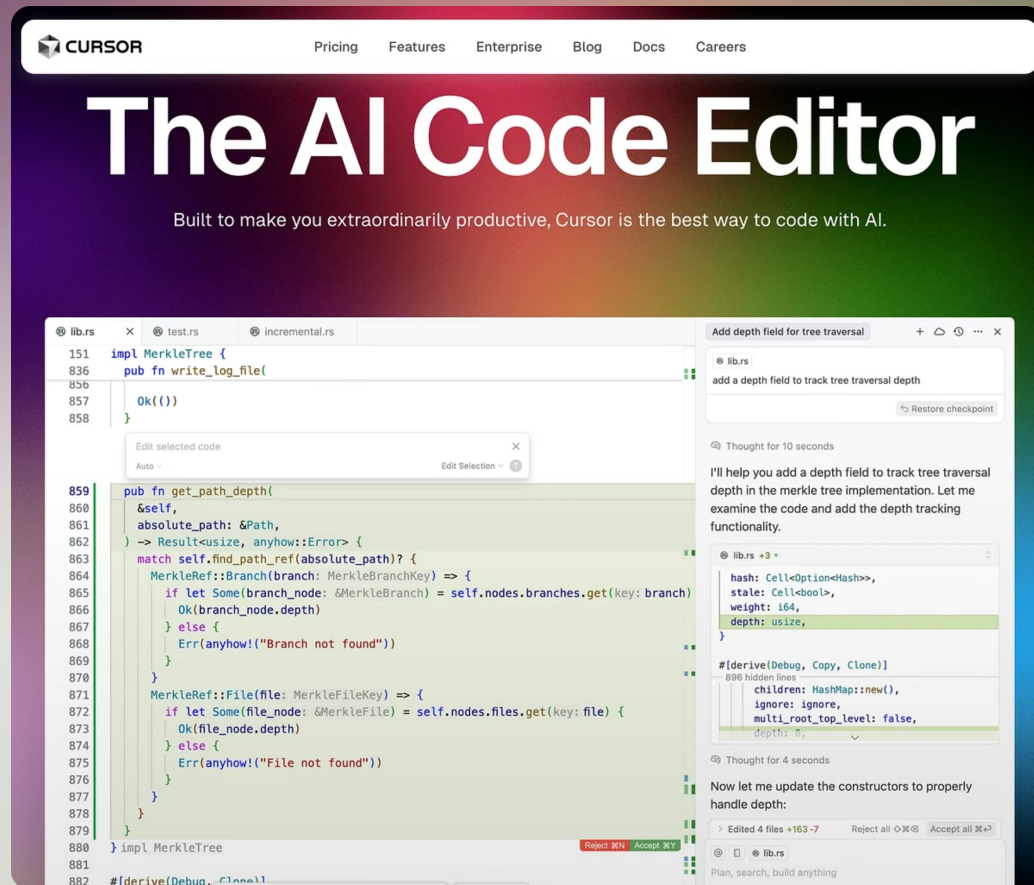 CURSOR
Pricing
Features
Enterprise
Blog
Docs
Careers
The AI Code Editor
Built to make you extraordinarily productive, Cursor is the best way to code with AI.
lib.rs
test.rs
incremental.rs
151 impl MerkleTree {
836 pub fn write_log_file(
856
857 Ok(())
858 }
Edit selected code
Auto
Edit Selection
859 pub fn get_path_depth(
860 &self,
861 absolute_path: &Path,
862 ) -> Result<usize, anyhow::Error> {
863 match self.find_path_ref(absolute_path)? {
864 MerkleRef::Branch(branch: MerkleBranchKey) => {
865 if let Some(branch_node: &MerkleBranch) = self.nodes.branches.get(key: branch)
866 Ok(branch_node.depth)
867 } else {
868 Err(anyhow!("Branch not found"))
869 }
870 }
871 MerkleRef::File(file: MerkleFileKey) => {
872 if let Some(file_node: &MerkleFile) = self.nodes.files.get(key: file) {
873 Ok(file_node.depth)
874 } else {
875 Err(anyhow!("File not found"))
876 }
877 }
878 }
879 }
880 } impl MerkleTree
Reject ⌘N Accept ⌘Y
881
882 #[derive(Debug, Clone)]
Add depth field for tree traversal
lib.rs
add a depth field to track tree traversal depth
Restore checkpoint
Thought for 10 seconds
I'll help you add a depth field to track tree traversal
depth in the merkle tree implementation. Let me
examine the code and add the depth tracking
functionality.
lib.rs +3
hash: Cell<Option<Hash>>,
stale: Cell<bool>,
weight: i64,
depth: usize,
}
#[derive(Debug, Copy, Clone)]
896 hidden lines
children: HashMap::new(),
ignore: ignore,
multi_root_top_level: false,
depth: 0,
Thought for 4 seconds
Now let me update the constructors to properly
handle depth:
Edited 4 files +163 -7 Reject all ⇧⌘⌫ Accept all ⌘⏎
@ lib.rs
Plan, search, build anything